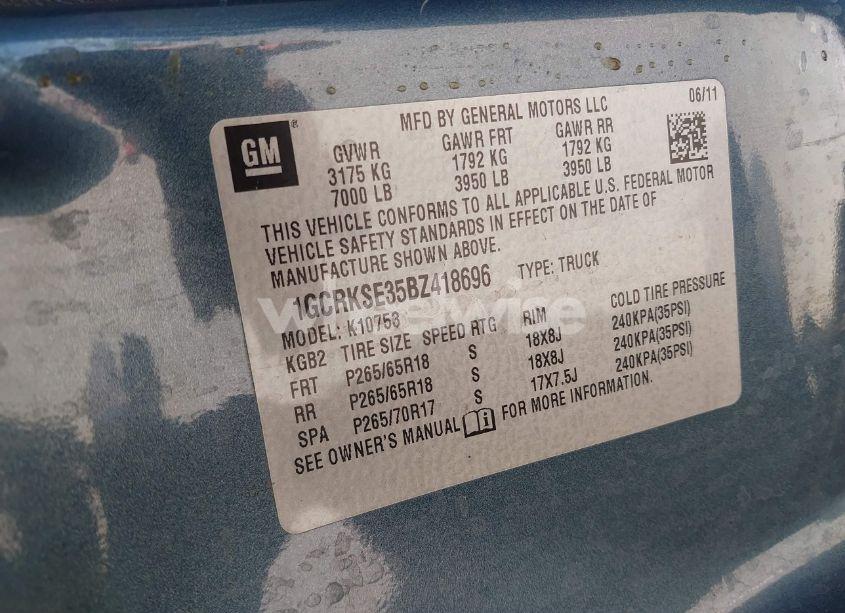 MFD BY GENERAL MOTORS LLC 06/11
GM ®
GVWR GAWR FRT GAWR RR
3175 KG 1792 KG 1792 KG
7000 LB 3950 LB 3950 LB
THIS VEHICLE CONFORMS TO ALL APPLICABLE U.S. FEDERAL MOTOR
VEHICLE SAFETY STANDARDS IN EFFECT ON THE DATE OF
MANUFACTURE SHOWN ABOVE.
1GCRKSE35BZ418696 TYPE: TRUCK
MODEL: K10753
KGB2 TIRE SIZE SPEED RTG RIM COLD TIRE PRESSURE
FRT P265/65R18 S 18X8J 240KPA(35PSI)
RR P265/65R18 S 18X8J 240KPA(35PSI)
SPA P265/70R17 S 17X7.5J 240KPA(35PSI)
SEE OWNER'S MANUAL FOR MORE INFORMATION.